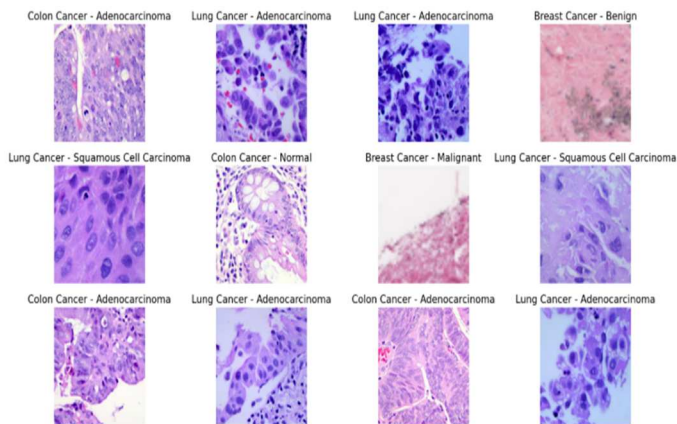 Colon Cancer - Adenocarcinoma
Lung Cancer - Adenocarcinoma
Lung Cancer - Adenocarcinoma
Breast Cancer - Benign
Lung Cancer - Squamous Cell Carcinoma
Colon Cancer - Normal
Breast Cancer - Malignant
Lung Cancer - Squamous Cell Carcinoma
Colon Cancer - Adenocarcinoma
Lung Cancer - Adenocarcinoma
Colon Cancer - Adenocarcinoma
Lung Cancer - Adenocarcinoma